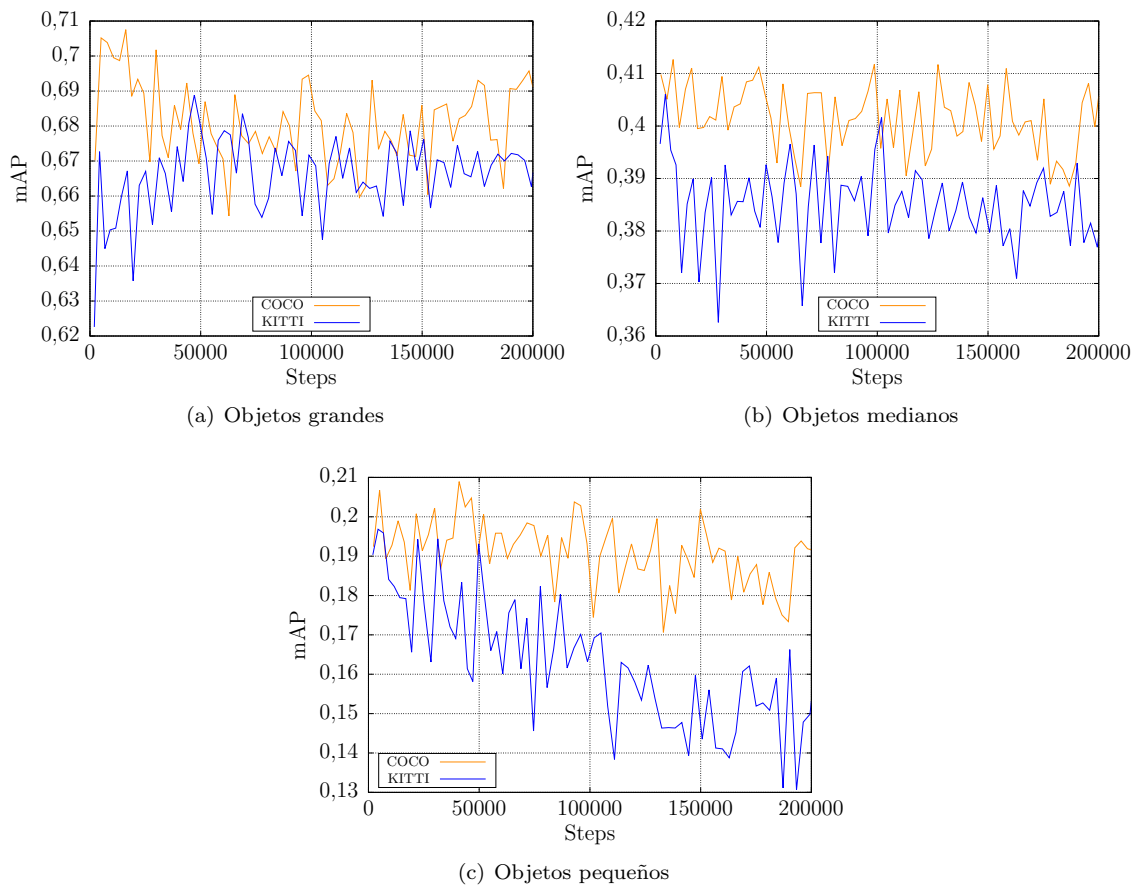 0,71
0,7
0,69
0,68
0,67
0,66
0,65
0,64
0,63
0,62
mAP
COCO
KITTI
0 50000 100000 150000 200000
Steps
(a) Objetos grandes
0,42
0,41
0,4
0,39
0,38
0,37
0,36
mAP
COCO
KITTI
0 50000 100000 150000 200000
Steps
(b) Objetos medianos
0,21
0,2
0,19
0,18
0,17
0,16
0,15
0,14
0,13
mAP
COCO
KITTI
0 50000 100000 150000 200000
Steps
(c) Objetos pequeños